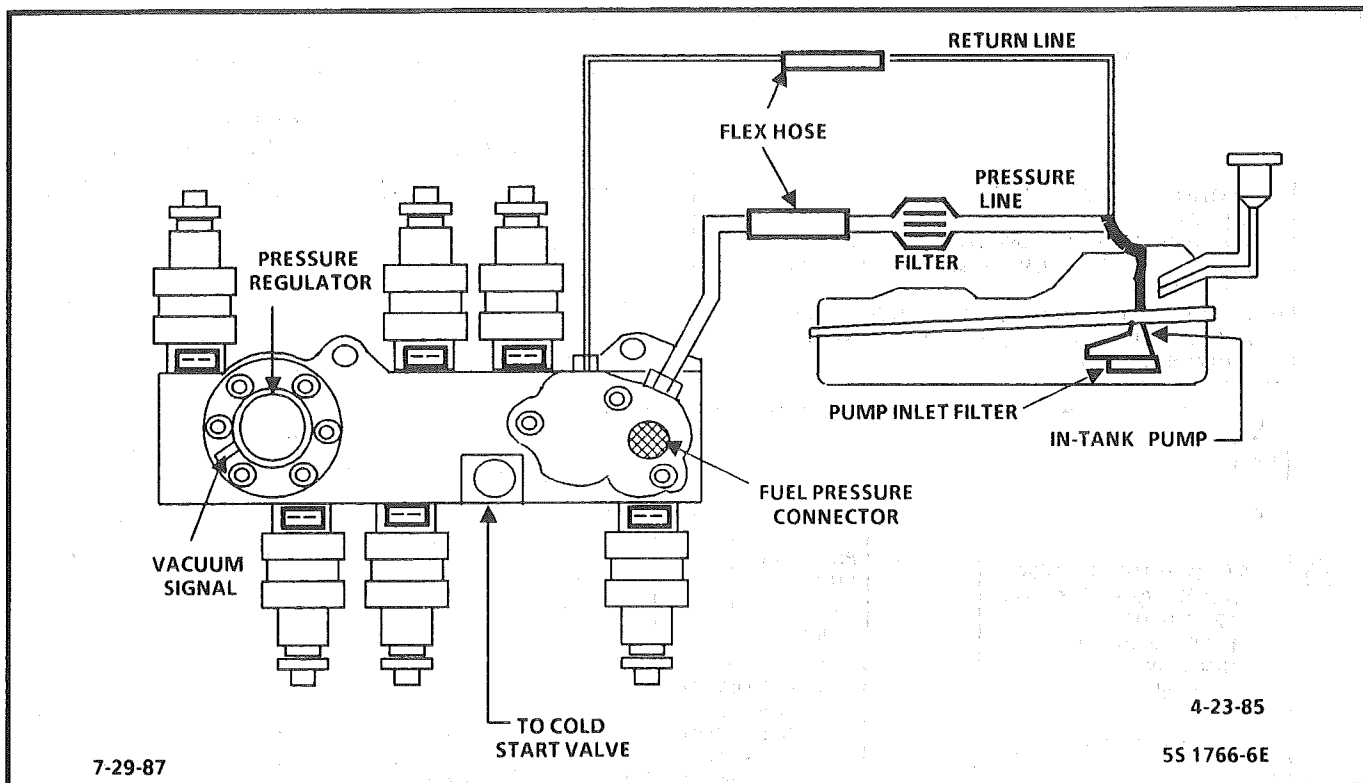 RETURN LINE
FLEX HOSE
PRESSURE
LINE
FILTER
PRESSURE
REGULATOR
PUMP INLET FILTER
IN-TANK PUMP
FUEL PRESSURE
CONNECTOR
VACUUM
SIGNAL
TO COLD
START VALVE
4-23-85
7-29-87
5S 1766-6E